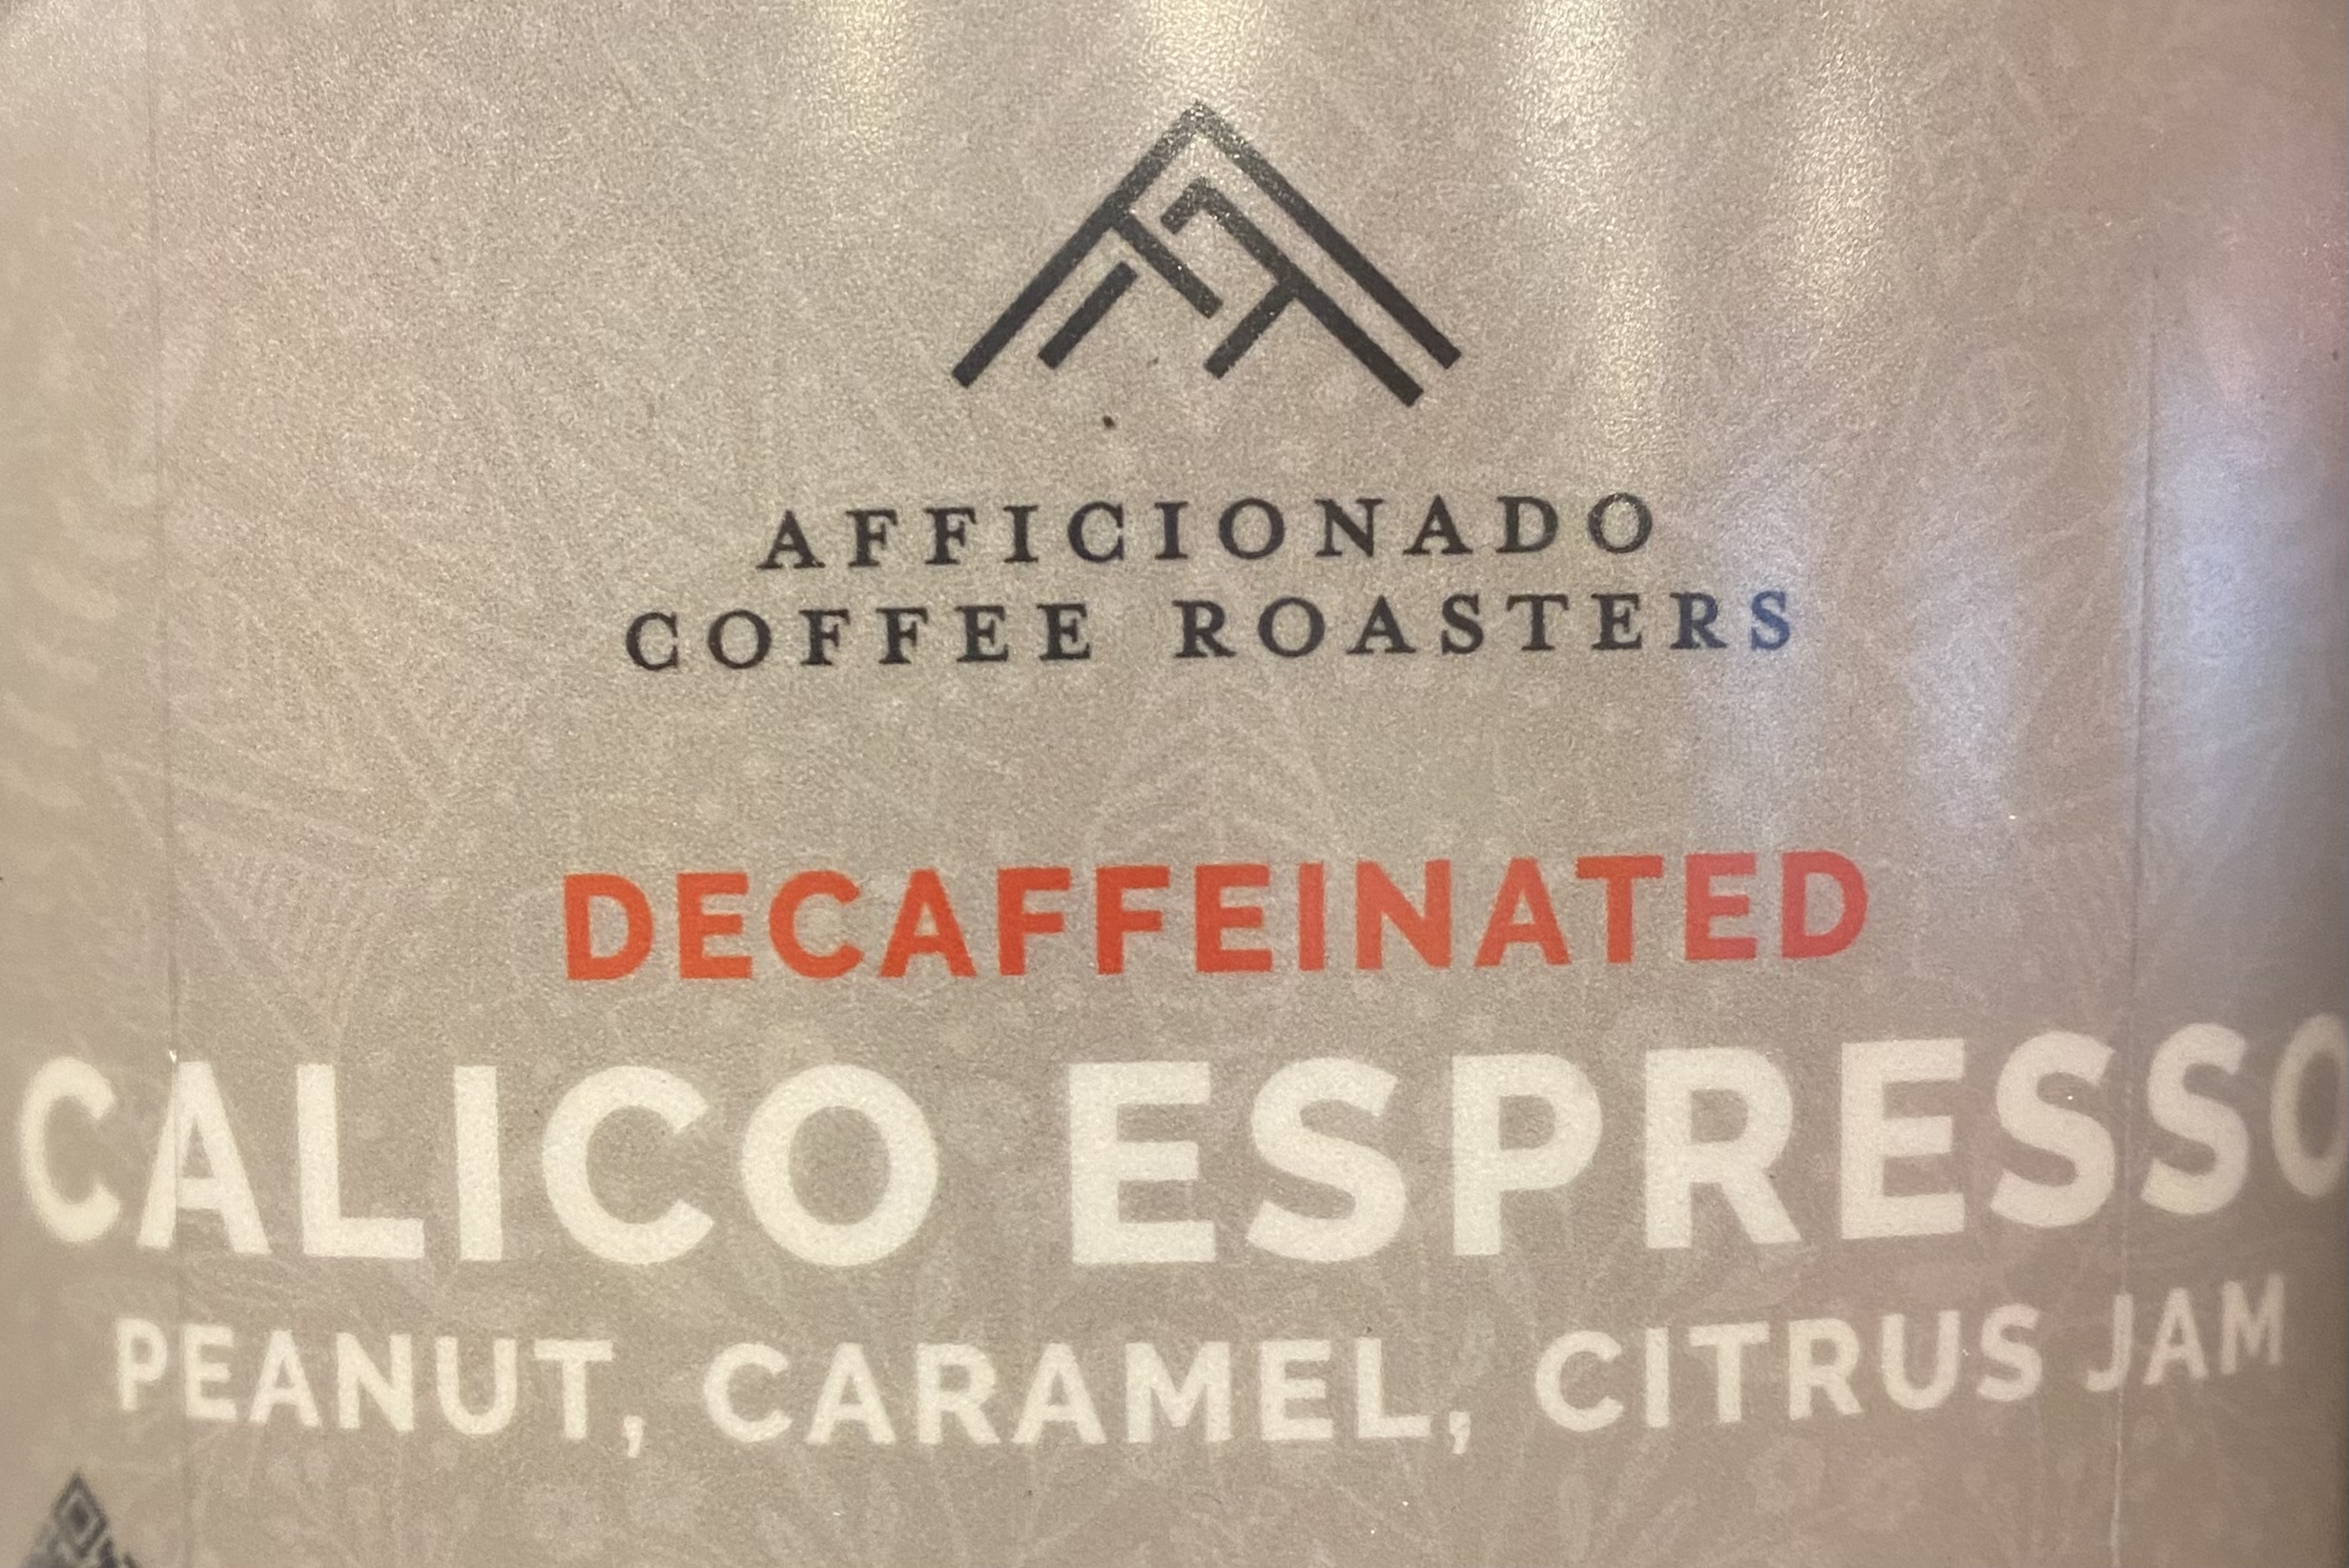 AFFICIONADO
COFFEE ROASTERS
DECAFFEINATED
CALICO ESPRESSO
PEANUT, CARAMEL, CITRUS JAM